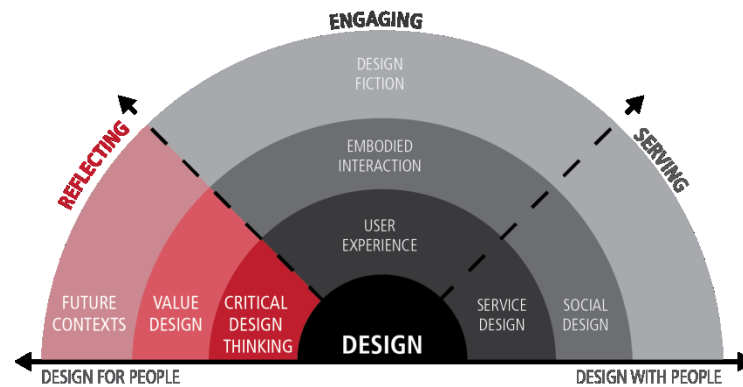 ENGAGING
REFLECTING
SERVING
DESIGN
FICTION
EMBODIED
INTERACTION
USER
EXPERIENCE
FUTURE
CONTEXTS
VALUE
DESIGN
CRITICAL
DESIGN
THINKING
DESIGN
SERVICE
DESIGN
SOCIAL
DESIGN
DESIGN FOR PEOPLE
DESIGN WITH PEOPLE